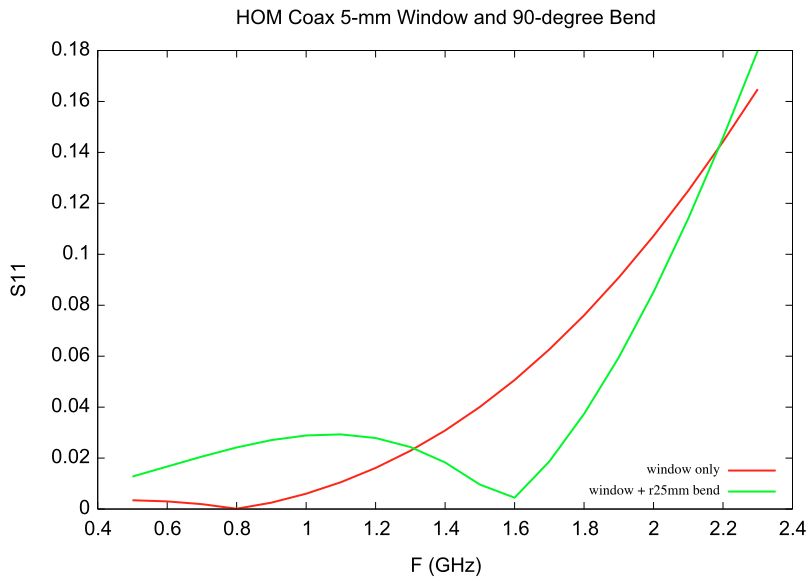 HOM Coax 5-mm Window and 90-degree Bend
0.18
0.16
0.14
0.12
0.1
0.08
0.06
0.04
0.02
0
S11
window only
window + r25mm bend
0.4 0.6 0.8 1 1.2 1.4 1.6 1.8 2 2.2 2.4
F (GHz)